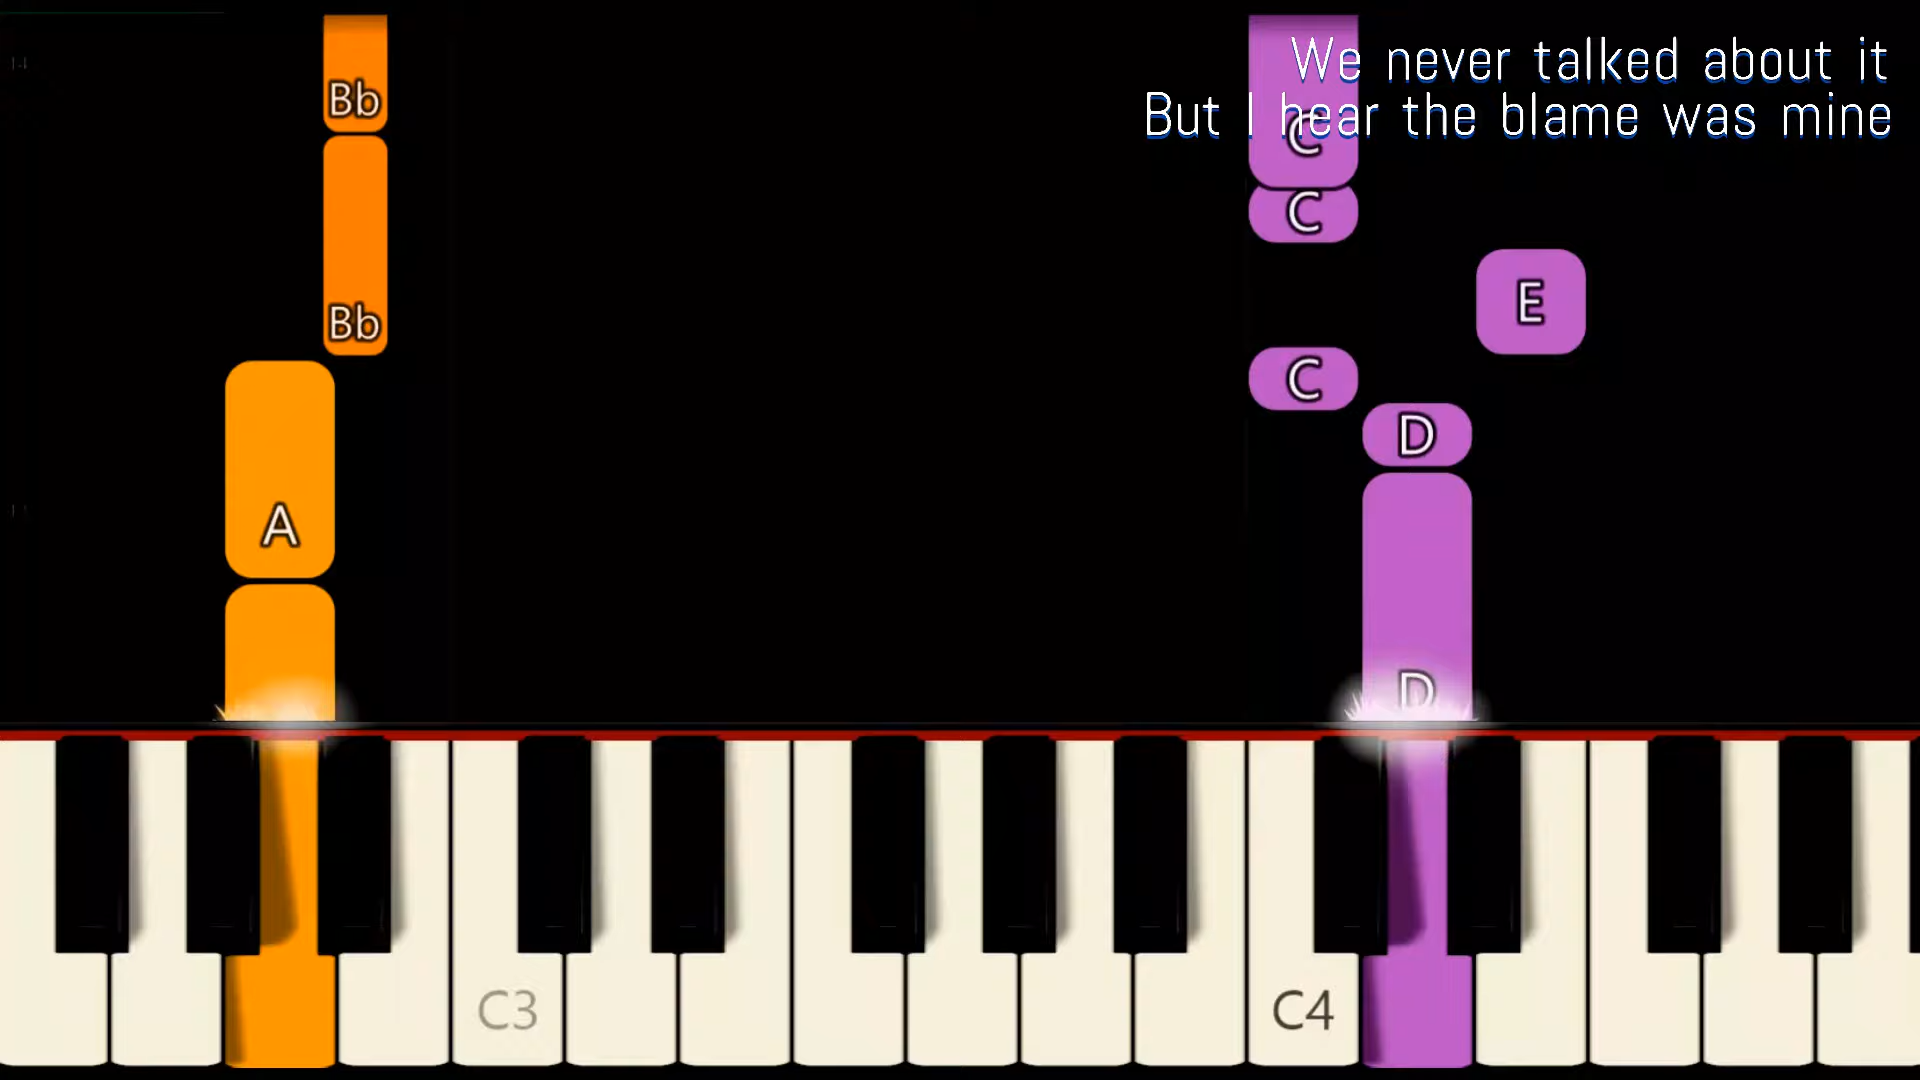 We never talked about it
But I hear the blame was mine
Bb
C
C
Bb
E
C
D
A
D
C3
C4